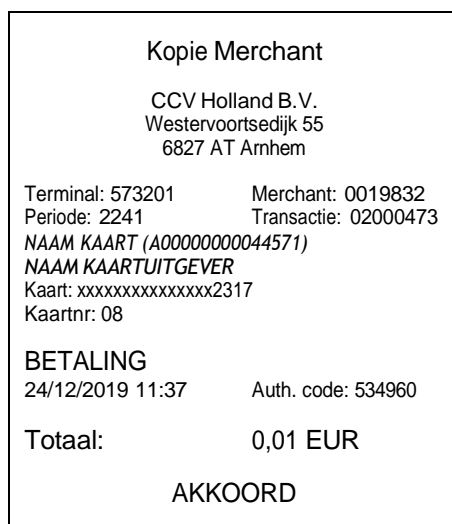 Kopie Merchant
CCV Holland B.V.
Westervoortsedijk 55
6827 AT Arnhem
Terminal: 573201 Merchant: 0019832
Periode: 2241 Transactie: 02000473
NAAM KAART (A00000000044571)
NAAM KAARTUITGEVER
Kaart: xxxxxxxxxxxxxxx2317
Kaartnr: 08
BETALING
24/12/2019 11:37 Auth. code: 534960
Totaal: 0,01 EUR
AKKOORD